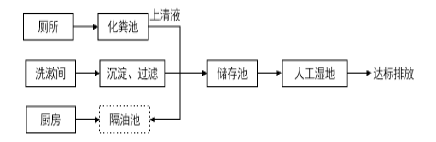 厕所
化粪池
上清液
洗漱间
沉淀、过滤
储存池
人工湿地
达标排放
厨房
隔油池